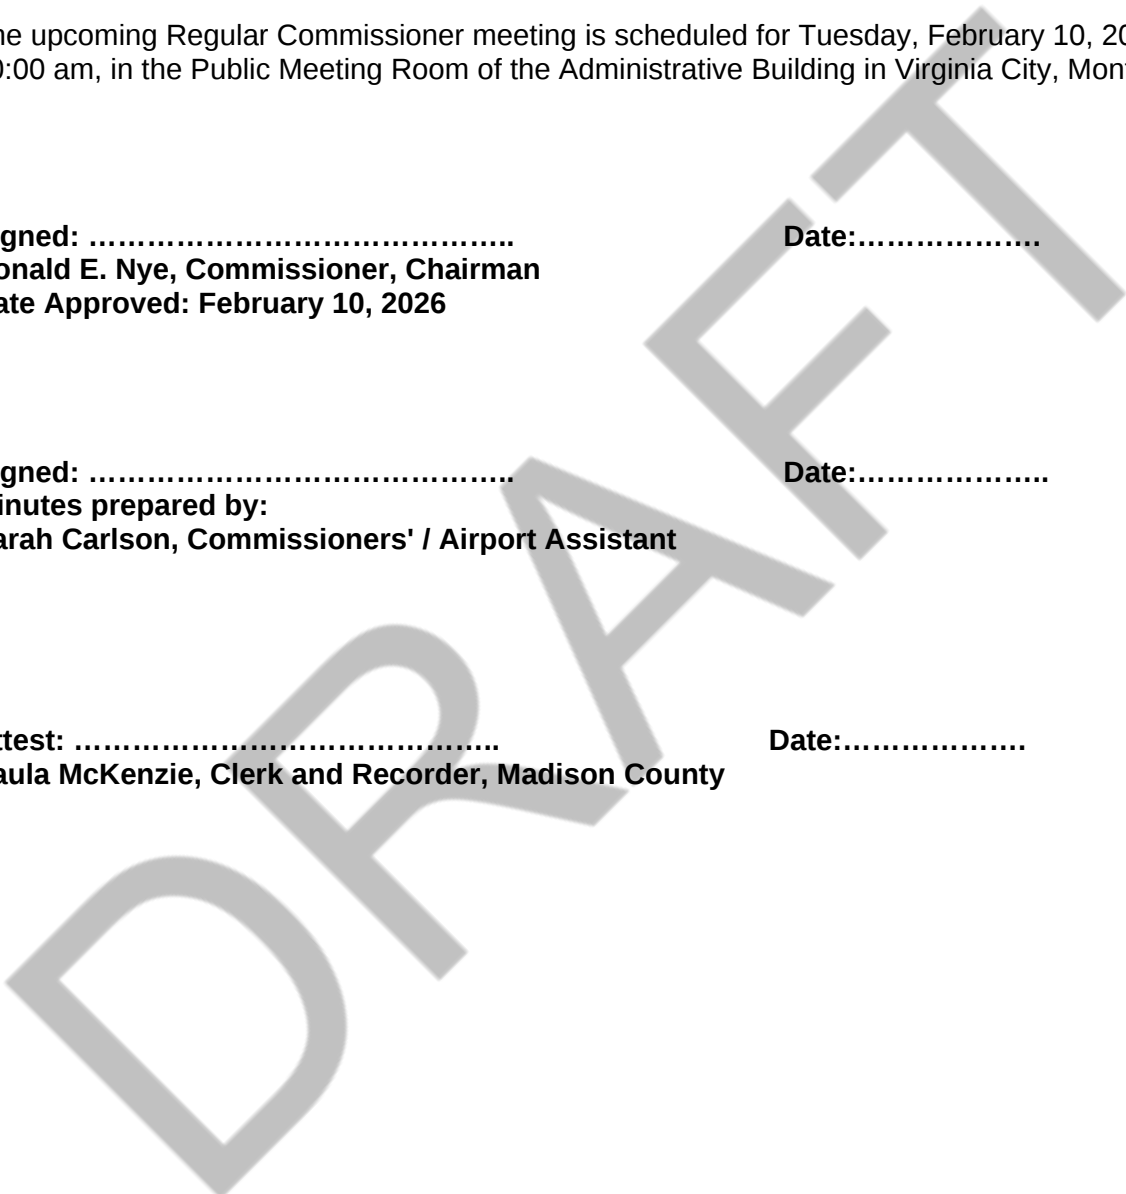 he upcoming Regular Commissioner meeting is scheduled for Tuesday, February 10, 20
0:00 am, in the Public Meeting Room of the Administrative Building in Virginia City, Mon
gned: …………………………………….. Date:……………….
onald E. Nye, Commissioner, Chairman
ate Approved: February 10, 2026
gned: …………………………………….. Date:………………..
inutes prepared by:
arah Carlson, Commissioners' / Airport Assistant
ttest: …………………………………….. Date:……………….
aula McKenzie, Clerk and Recorder, Madison County
DRAFT